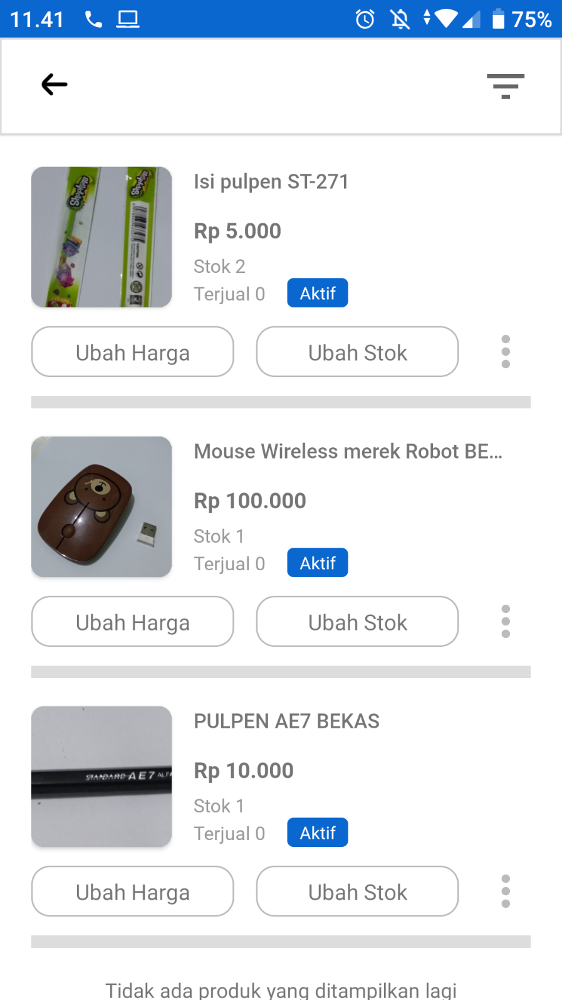 11.41
75%
Isi pulpen ST-271
Rp 5.000
Stok 2
Terjual 0
Aktif
Ubah Harga
Ubah Stok
Mouse Wireless merek Robot BE...
Rp 100.000
Stok 1
Terjual 0
Aktif
Ubah Harga
Ubah Stok
STANDARD AE7 ALFA
PULPEN AE7 BEKAS
Rp 10.000
Stok 1
Terjual 0
Aktif
Ubah Harga
Ubah Stok
Tidak ada produk yang ditampilkan lagi